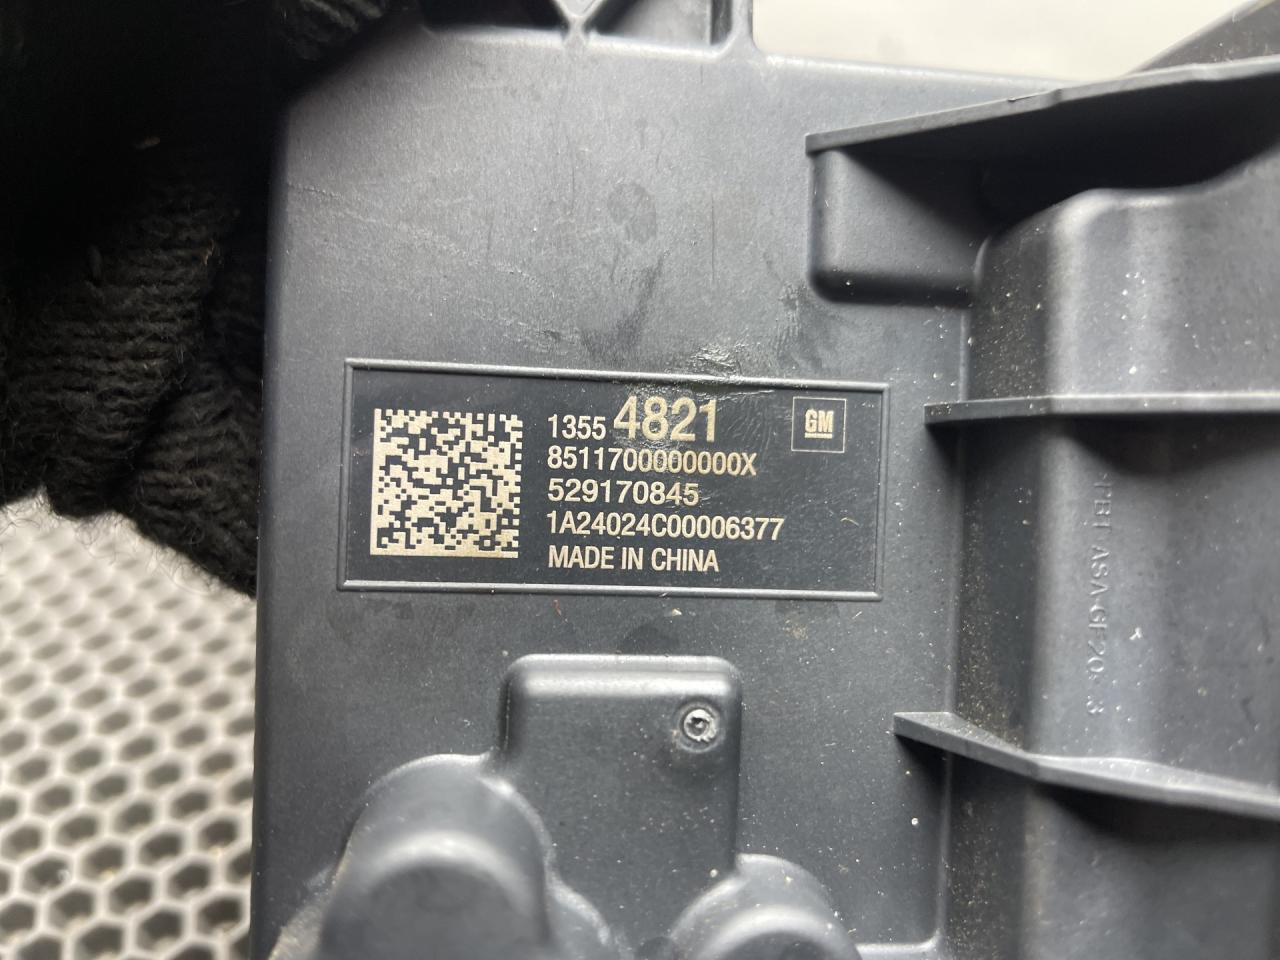 1355 4821
GM
8511700000000X
529170845
1A24024C00006377
MADE IN CHINA